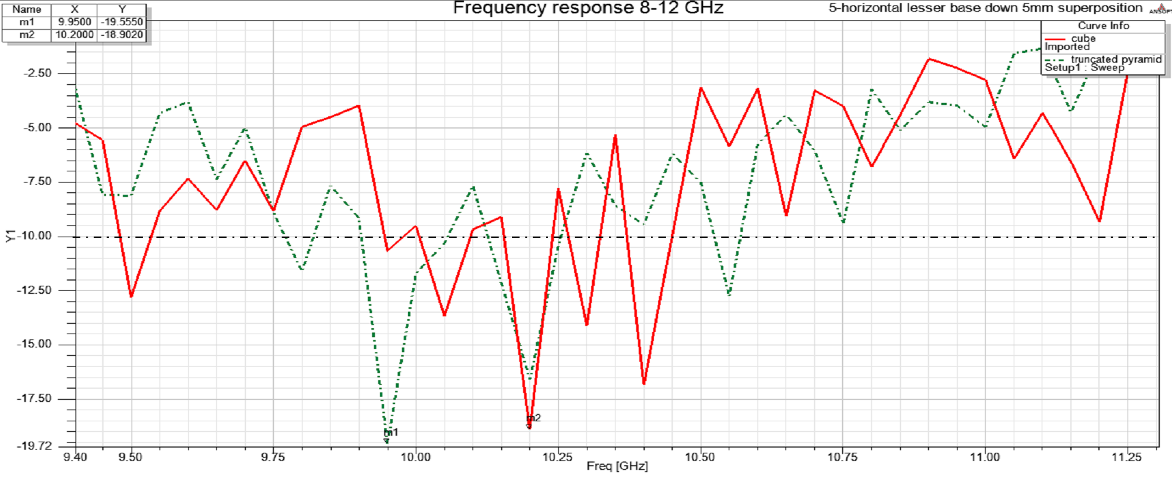 Frequency response 8-12 GHz
5-horizontal lesser base down 5mm superposition
ANSOFT
Name X Y
m1 9.9500 -19.5550
m2 10.2000 -18.9020
Curve Info
cube
Imported
truncated pyramid
Setup1 : Sweep
-2.50
-5.00
-7.50
-10.00
-12.50
-15.00
-17.50
-19.72
Y1
m1
m2
9.40 9.50 9.75 10.00 10.25 10.50 10.75 11.00 11.25
Freq [GHz]